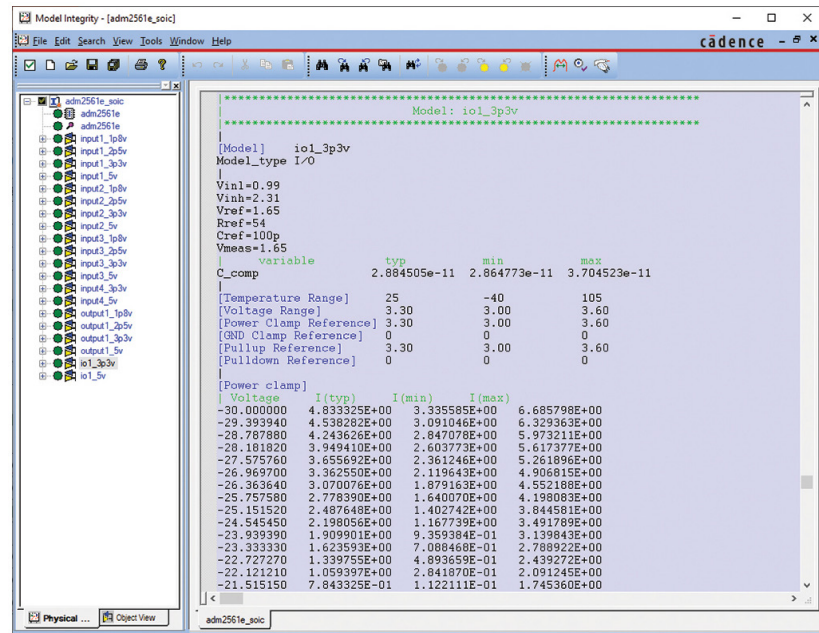 Model Integrity - [adm2561e_soic]
File Edit Search View Tools Window Help
cādence
adm2561e_soic
adm2561e
adm2561e
input1_1p8v
input1_2p5v
input1_3p3v
input1_5v
input2_1p8v
input2_2p5v
input2_3p3v
input2_5v
input3_1p8v
input3_2p5v
input3_3p3v
input3_5v
input4_3p3v
input4_5v
output1_1p8v
output1_2p5v
output1_3p3v
output1_5v
io1_3p3v
io1_5v
Physical ... Object View
|************************************************************
Model: io1_3p3v
|************************************************************
|
[Model] io1_3p3v
Model_type I/O
|
Vinl=0.99
Vinh=2.31
Vref=1.65
Rref=54
Cref=100p
Vmeas=1.65
| variable typ min max
C_comp 2.884505e-11 2.864773e-11 3.704523e-11
|
[Temperature Range] 25 -40 105
[Voltage Range] 3.30 3.00 3.60
[Power Clamp Reference] 3.30 3.00 3.60
[GND Clamp Reference] 0 0 0
[Pullup Reference] 3.30 3.00 3.60
[Pulldown Reference] 0 0 0
|
[Power clamp]
| Voltage I(typ) I(min) I(max)
-30.000000 4.833325E+00 3.335585E+00 6.685798E+00
-29.393940 4.538282E+00 3.091046E+00 6.329363E+00
-28.787880 4.243626E+00 2.847078E+00 5.973211E+00
-28.181820 3.949410E+00 2.603773E+00 5.617377E+00
-27.575760 3.655692E+00 2.361246E+00 5.261896E+00
-26.969700 3.362550E+00 2.119643E+00 4.906815E+00
-26.363640 3.070076E+00 1.879163E+00 4.552188E+00
-25.757580 2.778390E+00 1.640070E+00 4.198083E+00
-25.151520 2.487648E+00 1.402742E+00 3.844581E+00
-24.545450 2.198056E+00 1.167739E+00 3.491789E+00
-23.939390 1.909901E+00 9.359384E-01 3.139843E+00
-23.333330 1.623593E+00 7.088468E-01 2.788922E+00
-22.727270 1.339755E+00 4.893659E-01 2.439272E+00
-22.121210 1.059397E+00 2.841870E-01 2.091245E+00
-21.515150 7.843325E-01 1.122111E-01 1.745360E+00
adm2561e_soic